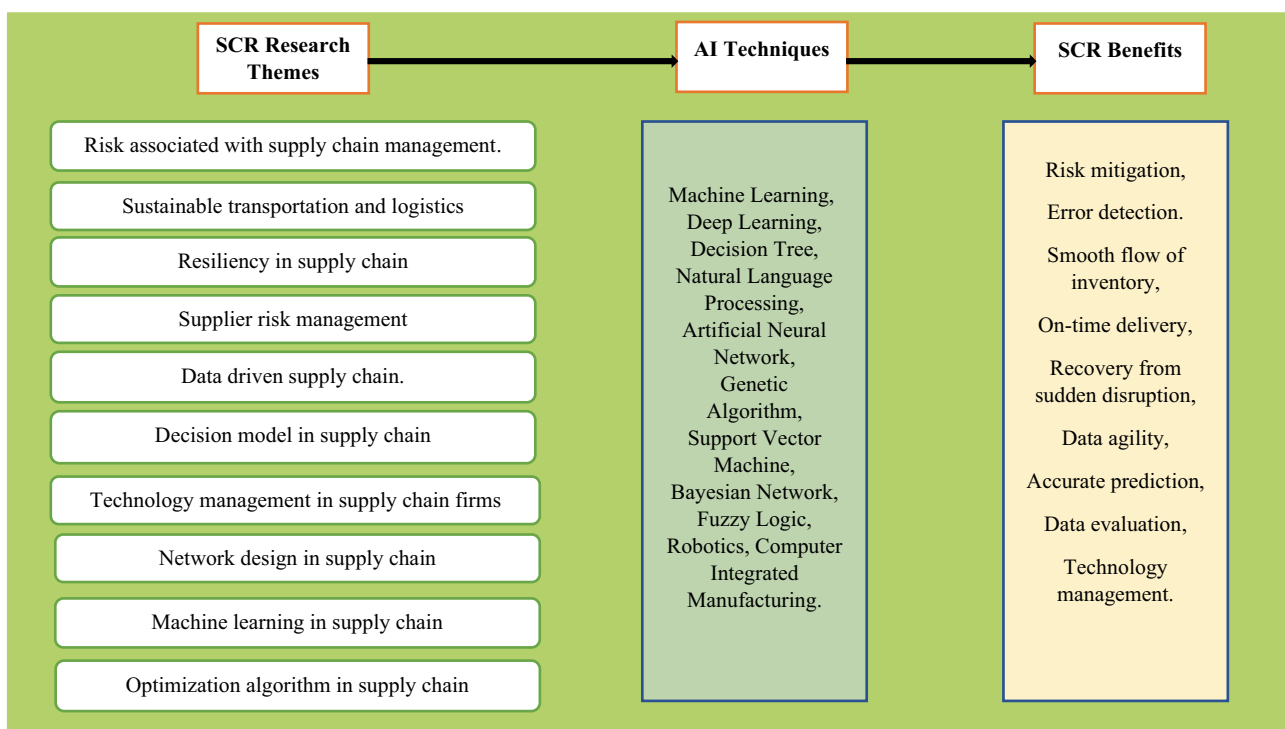 SCR Research
Themes
AI Techniques
SCR Benefits
Risk associated with supply chain management.
Sustainable transportation and logistics
Resiliency in supply chain
Supplier risk management
Data driven supply chain.
Decision model in supply chain
Technology management in supply chain firms
Network design in supply chain
Machine learning in supply chain
Optimization algorithm in supply chain
Machine Learning,
Deep Learning,
Decision Tree,
Natural Language
Processing,
Artificial Neural
Network,
Genetic
Algorithm,
Support Vector
Machine,
Bayesian Network,
Fuzzy Logic,
Robotics, Computer
Integrated
Manufacturing.
Risk mitigation,
Error detection.
Smooth flow of
inventory,
On-time delivery,
Recovery from
sudden disruption,
Data agility,
Accurate prediction,
Data evaluation,
Technology
management.